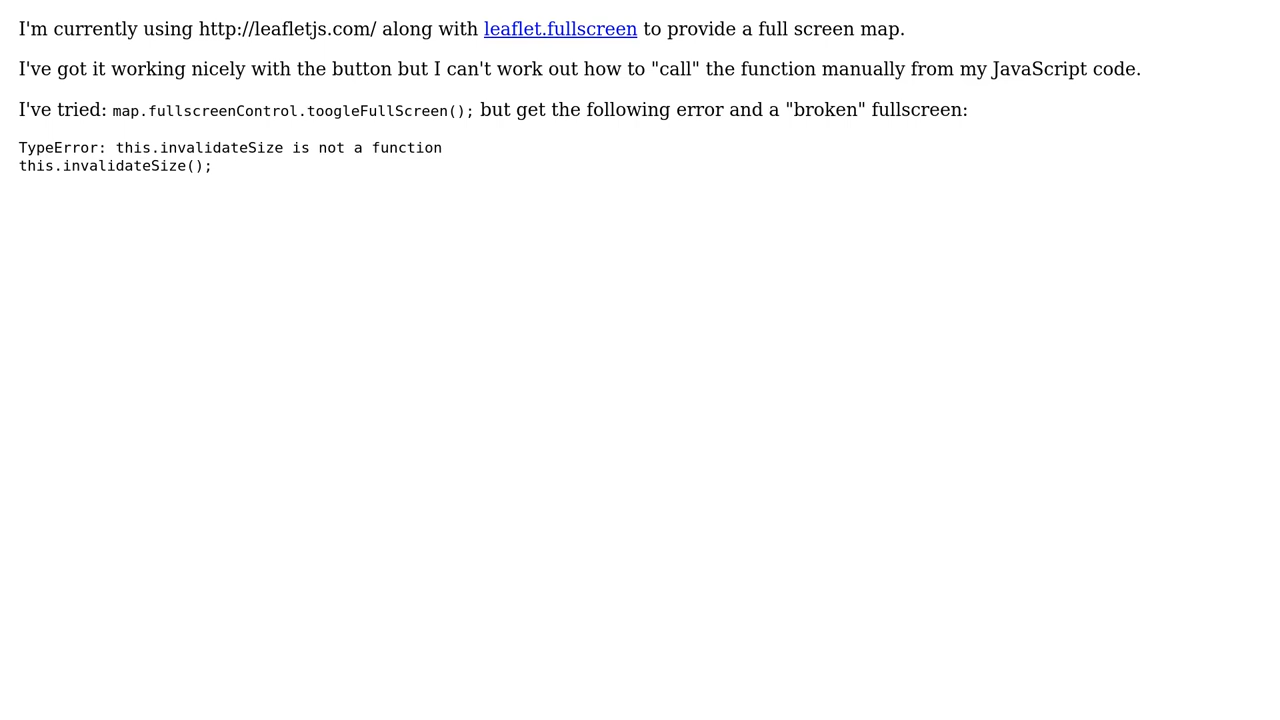 I'm currently using http://leafletjs.com/ along with leaflet.fullscreen to provide a full screen map.
I've got it working nicely with the button but I can't work out how to "call" the function manually from my JavaScript code.
I've tried: map.fullscreenControl.toogleFullScreen(); but get the following error and a "broken" fullscreen:
TypeError: this.invalidateSize is not a function
this.invalidateSize();